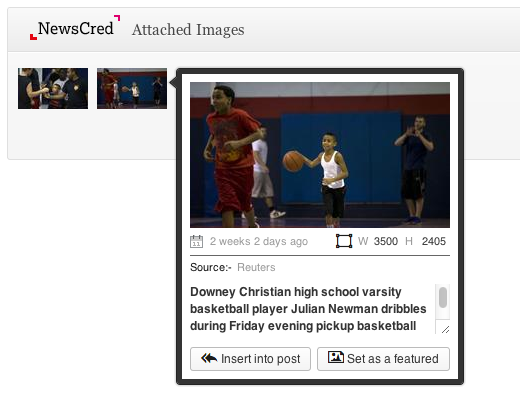 NewsCred Attached Images
11 2 weeks 2 days ago W 3500 H 2405
Source:- Reuters
Downey Christian high school varsity
basketball player Julian Newman dribbles
during Friday evening pickup basketball
Insert into post Set as a featured